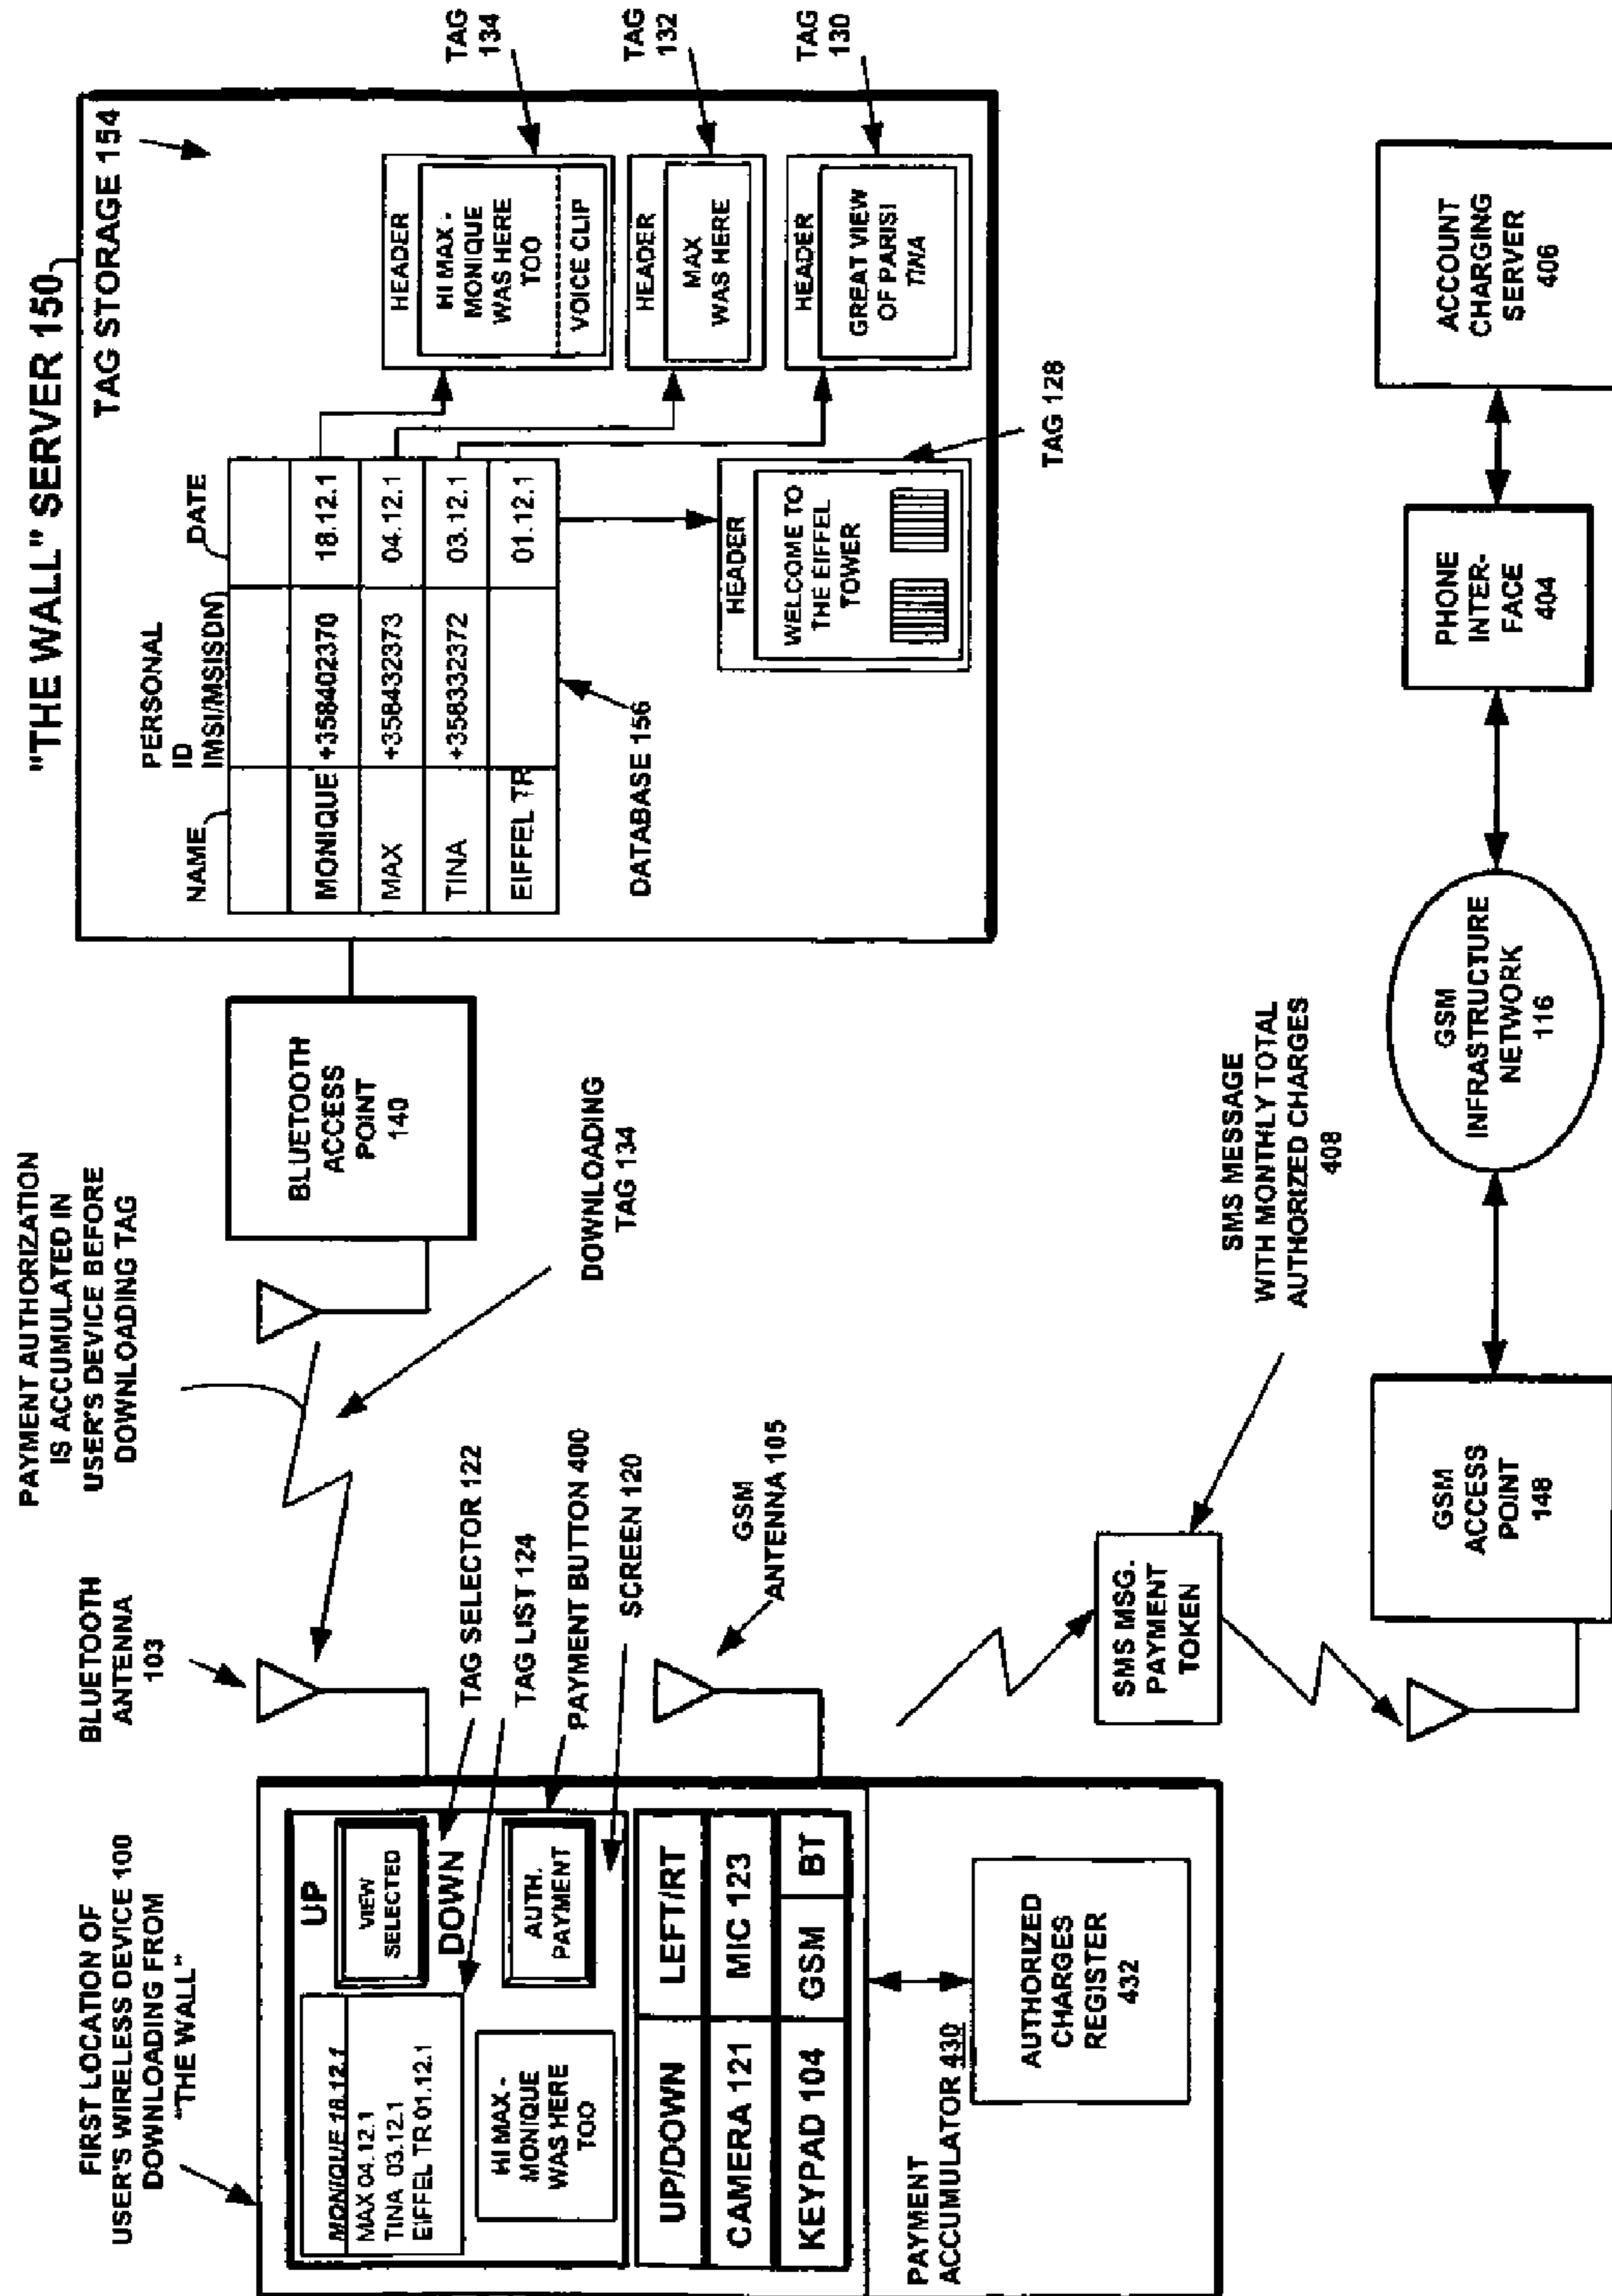 FIRST LOCATION OF
USER'S WIRELESS DEVICE 100
DOWNLOADING FROM
"THE WALL"
BLUETOOTH
ANTENNA
103
PAYMENT AUTHORIZATION
IS ACCUMULATED IN
USER'S DEVICE BEFORE
DOWNLOADING TAG
"THE WALL" SERVER 150
TAG STORAGE 154
MONIQUE 18.12.1
MAX 04.12.1
TINA 03.12.1
EIFFEL TR 01.12.1
UP
VIEW
SELECTED
DOWN
HI MAX -
MONIQUE
WAS HERE
TOO
AUTH.
PAYMENT
TAG SELECTOR 122
TAG LIST 124
PAYMENT BUTTON 400
SCREEN 120
UP/DOWN
LEFT/RT
CAMERA 121
MIC 123
KEYPAD 104
GSM
BT
GSM
ANTENNA 105
PAYMENT
ACCUMULATOR 430
AUTHORIZED
CHARGES
REGISTER
432
DOWNLOADING
TAG 134
BLUETOOTH
ACCESS
POINT
140
NAME
PERSONAL
ID
IMSI/MSISDN
DATE
MONIQUE +358402370 18.12.1
MAX +358432373 04.12.1
TINA +358332372 03.12.1
EIFFEL TR 01.12.1
DATABASE 156
HEADER
HI MAX -
MONIQUE
WAS HERE
TOO
VOICE CLIP
TAG
134
HEADER
MAX
WAS HERE
TAG
132
HEADER
GREAT VIEW
OF PARIS!
TINA
TAG
130
HEADER
WELCOME TO
THE EIFFEL
TOWER
TAG 128
SMS MSG.
PAYMENT
TOKEN
SMS MESSAGE
WITH MONTHLY TOTAL
AUTHORIZED CHARGES
408
GSM
ACCESS
POINT
148
GSM
INFRASTRUCTURE
NETWORK
116
PHONE
INTER-
FACE
404
ACCOUNT
CHARGING
SERVER
406